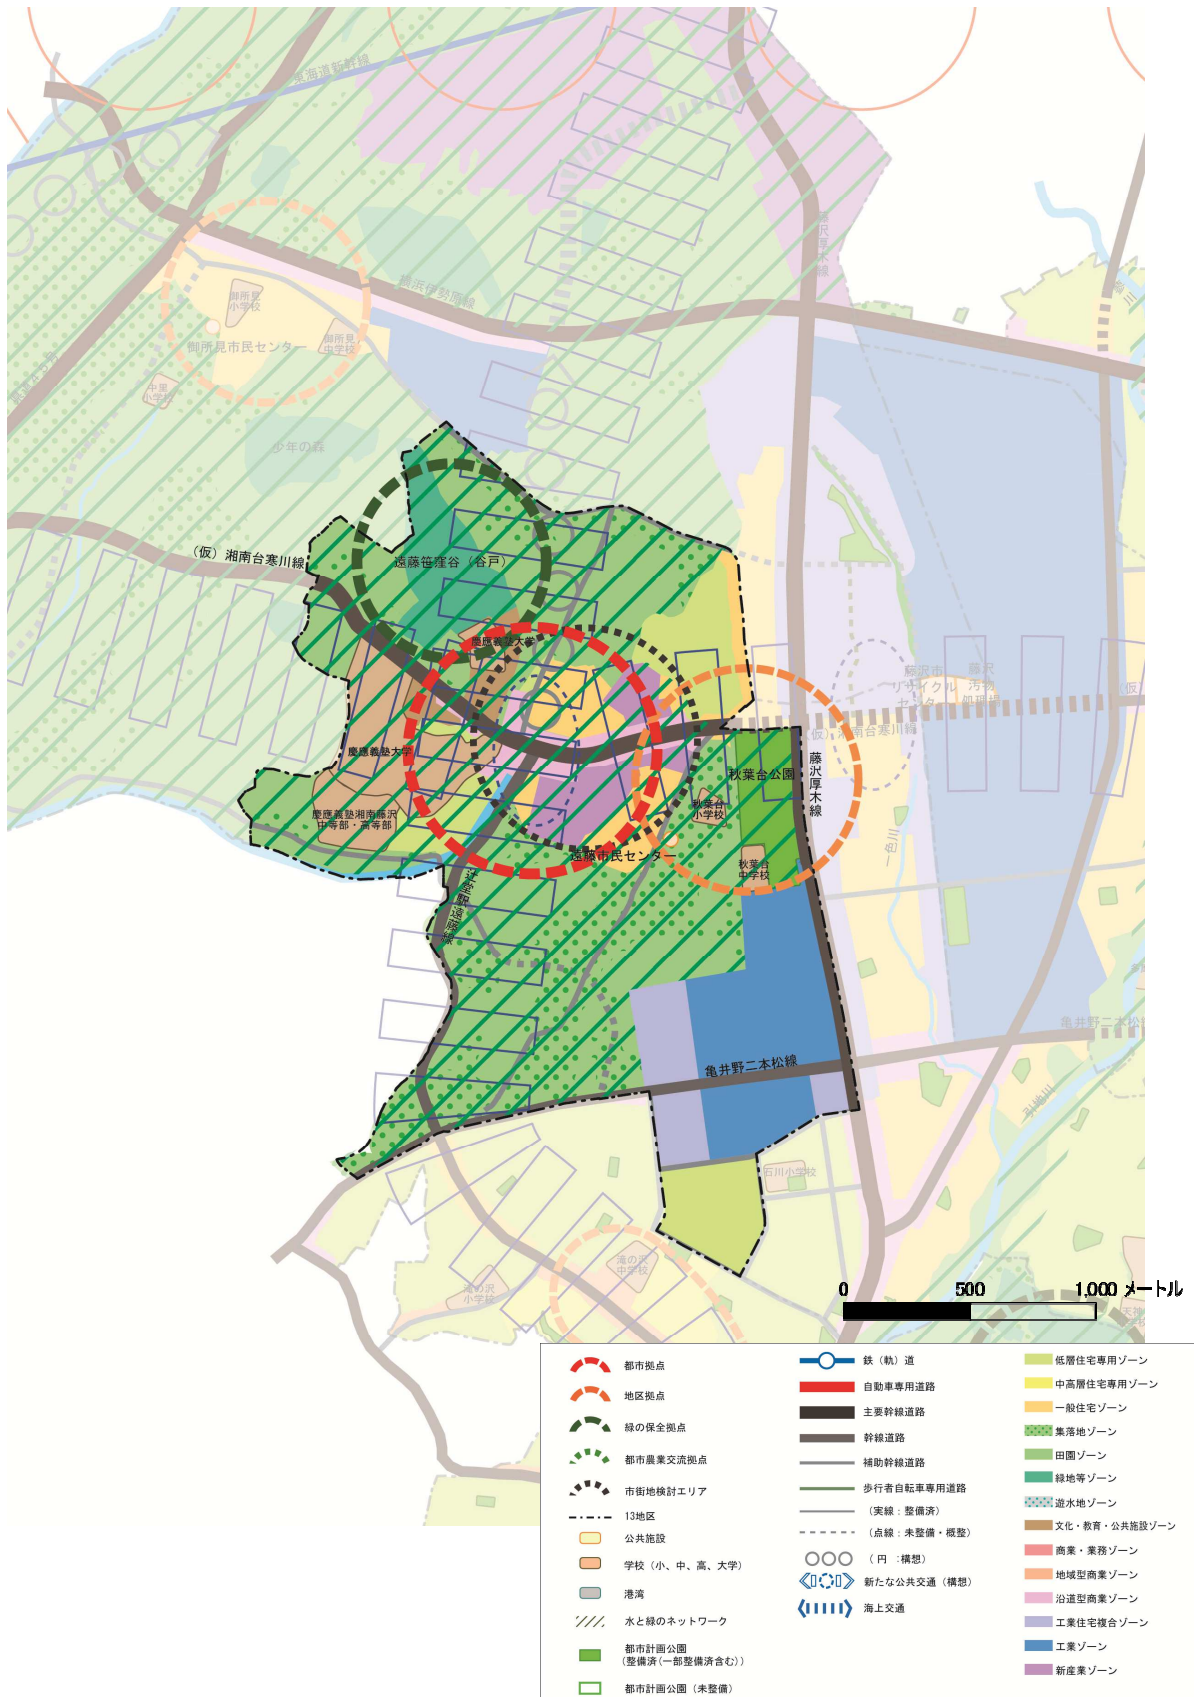 東海道新幹線
藤沢厚木線
横浜伊勢原線
御所見
小学校
御所見
中学校
御所見市民センター
中里
小学校
少年の森
(仮)湘南台寒川線
遠藤笹窪谷(谷戸)
慶應義塾大学
慶應義塾大学
慶應義塾湘南藤沢
中等部・高等部
藤沢市
リサイクル
センター
藤沢
汚物
処理場
(仮)
(仮)湘南台寒川線
秋葉台公園
藤沢厚木線
秋葉台
小学校
秋葉台
中学校
遠藤市民センター
辻堂駅遠藤線
一色川
亀井野二本松
亀井野二本松線
引地川
石川小学校
滝の沢
中学校
滝の沢
小学校
天神
学校
0 500 1,000 メートル
都市拠点
地区拠点
緑の保全拠点
都市農業交流拠点
市街地検討エリア
13地区
公共施設
学校(小、中、高、大学)
港湾
水と緑のネットワーク
都市計画公園
(整備済(一部整備済含む))
都市計画公園(未整備)
鉄(軌)道
自動車専用道路
主要幹線道路
幹線道路
補助幹線道路
歩行者自転車専用道路
(実線:整備済)
(点線:未整備・概整)
(円 :構想)
新たな公共交通(構想)
海上交通
低層住宅専用ゾーン
中高層住宅専用ゾーン
一般住宅ゾーン
集落地ゾーン
田園ゾーン
緑地等ゾーン
遊水地ゾーン
文化・教育・公共施設ゾーン
商業・業務ゾーン
地域型商業ゾーン
沿道型商業ゾーン
工業住宅複合ゾーン
工業ゾーン
新産業ゾーン